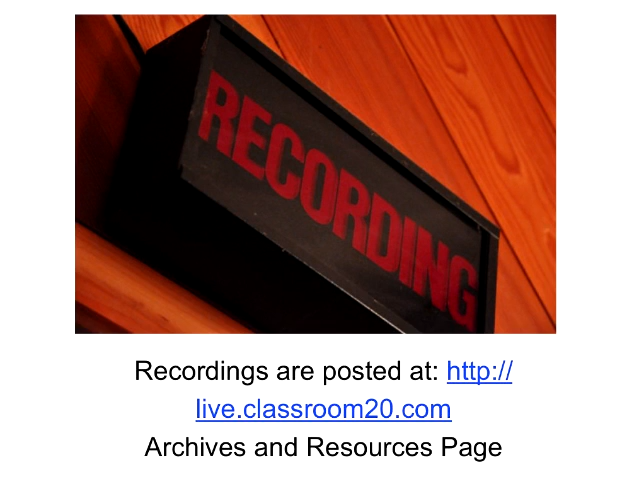 RECORDING
Recordings are posted at: http://
live.classroom20.com
Archives and Resources Page